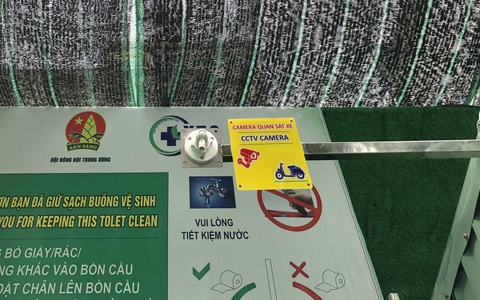 CAMERA QUAN SÁT XE
CCTV CAMERA
SẴN SÀNG
HỘI ĐỒNG ĐỘI TRUNG ƯƠNG
ƠN BẠN ĐÃ GIỮ SẠCH BUỒNG VỆ SINH
YOU FOR KEEPING THIS TOLET CLEAN
VUI LÒNG
TIẾT KIỆM NƯỚC
G BỎ GIẤY/RÁC/
NG KHÁC VÀO BỒN CẦU
ĐẠT CHÂN LÊN BỒN CẦU